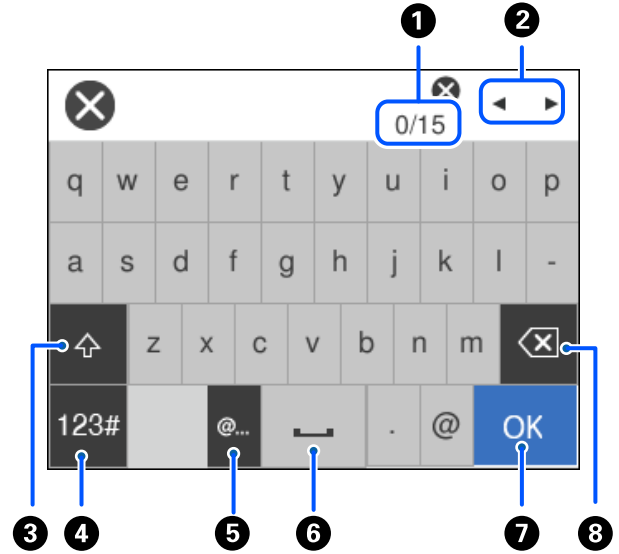 1 2
0/15
q w e r t y u i o p
a s d f g h j k l -
z x c v b n m
123# @... . @ OK
3 4 5 6 7 8